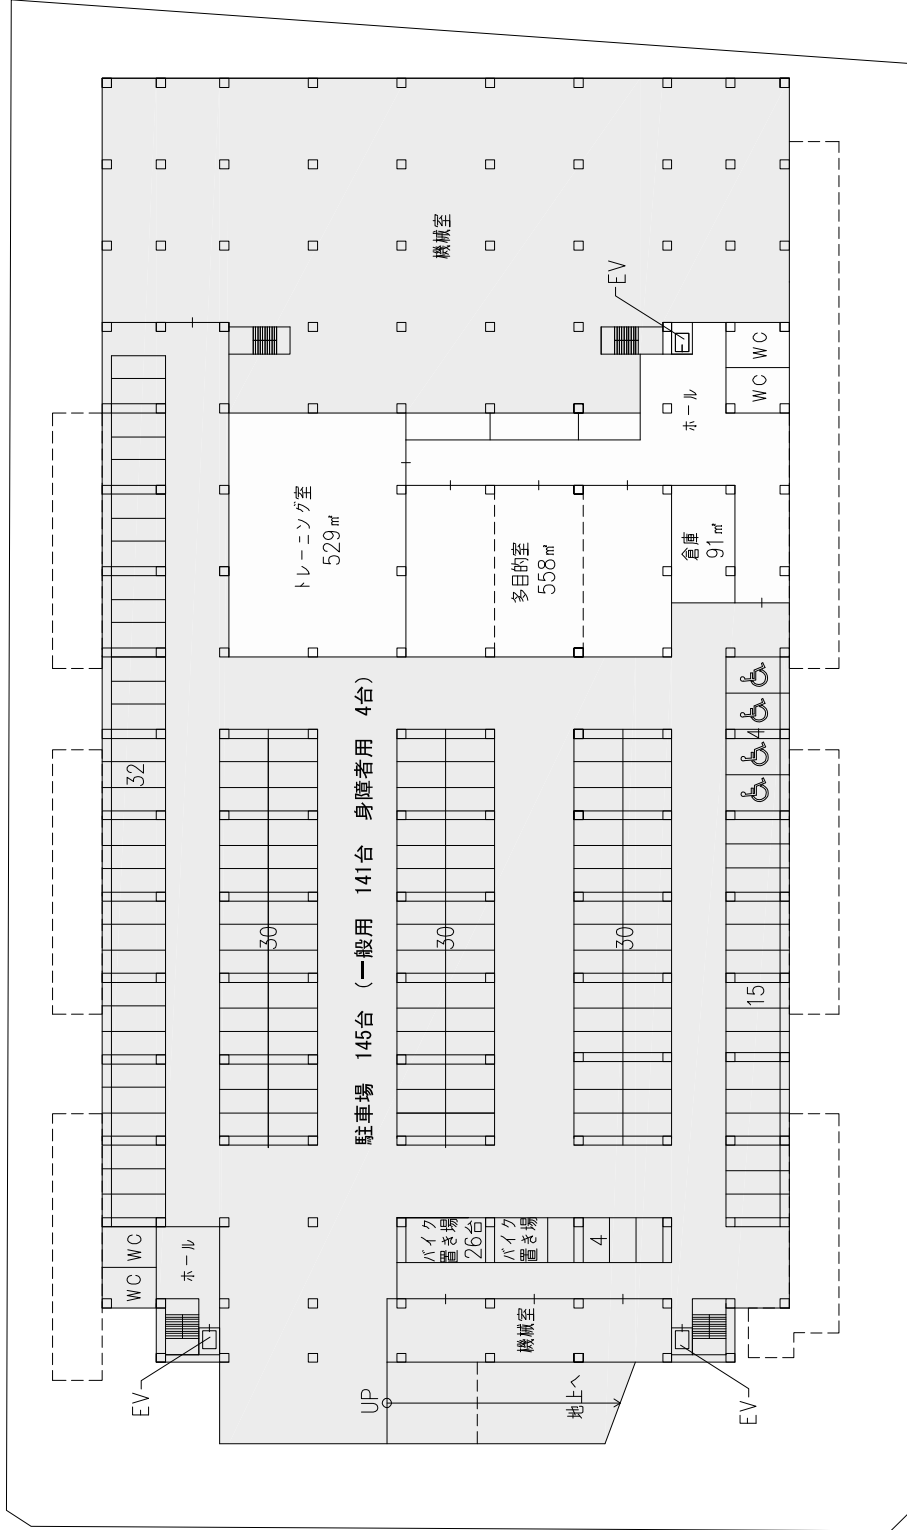 機械室
EV
WC
WC
ホール
トレーニング室
529㎡
多目的室
558㎡
倉庫
91㎡
駐車場　145台　(一般用　141台　身障者用　4台)
32
30
30
30
4
15
バイク
置き場
26台
バイク
置き場
4
WC
WC
ホール
機械室
EV
UP
地上へ
EV